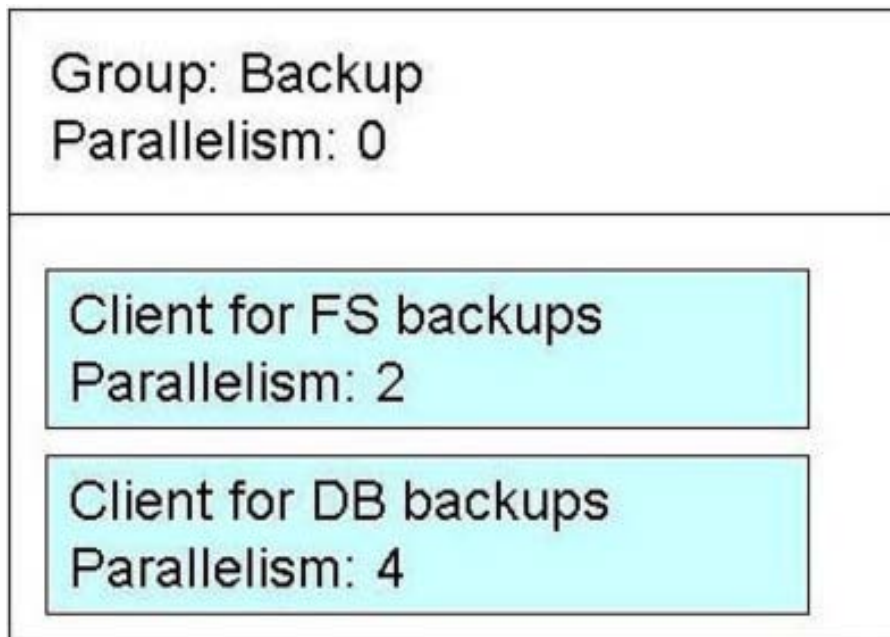 Group: Backup
Parallelism: 0
Client for FS backups
Parallelism: 2
Client for DB backups
Parallelism: 4